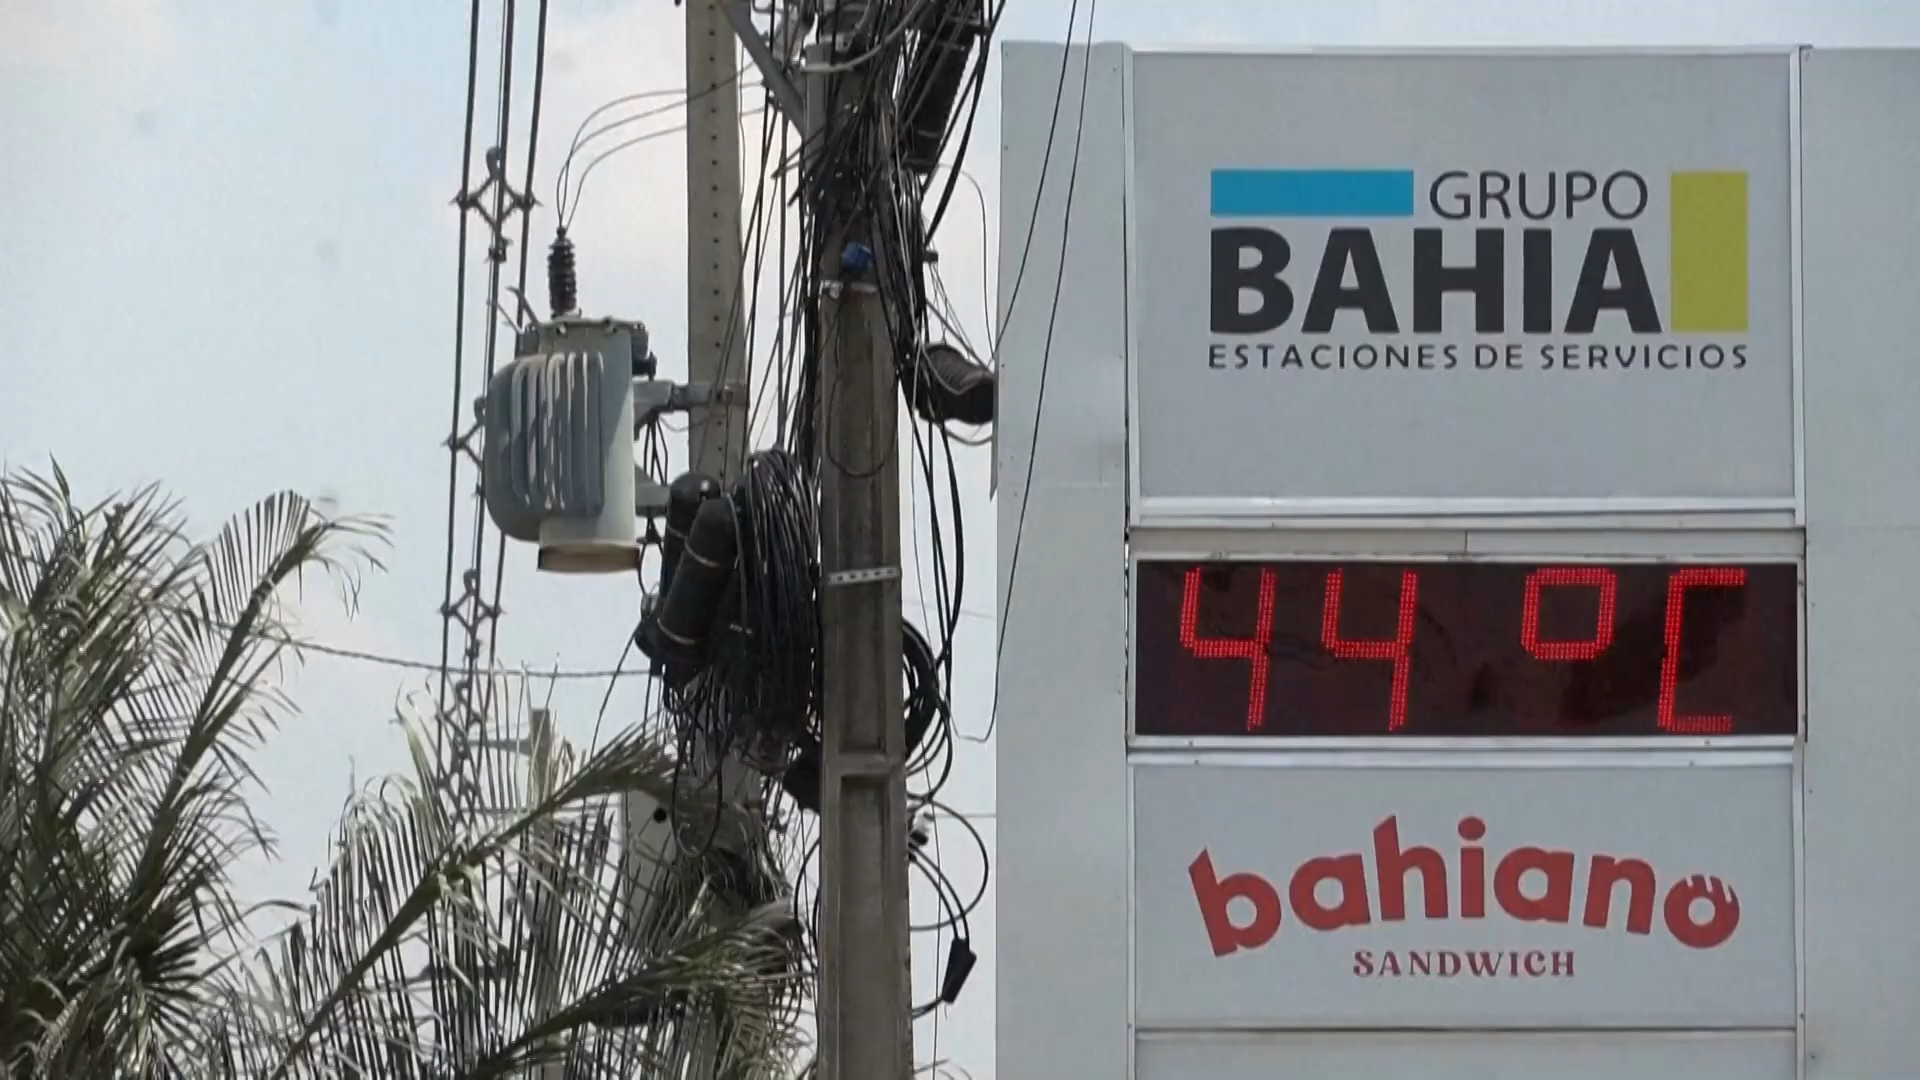 GRUPO
BAHIA
ESTACIONES DE SERVICIOS
44 °C
bahiano
SANDWICH